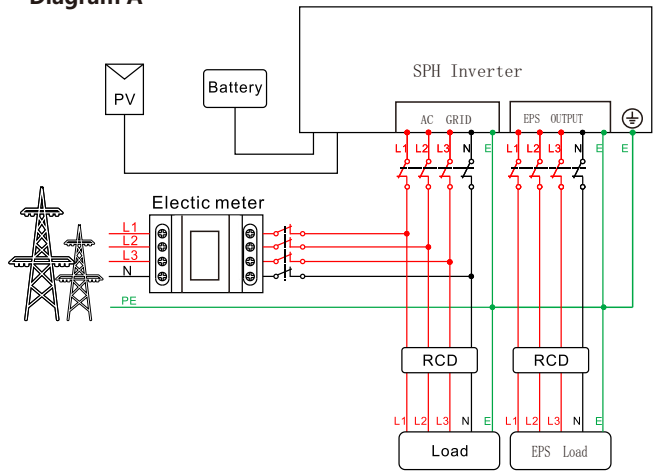 Diagram A
SPH Inverter
PV
Battery
AC GRID
EPS OUTPUT
L1 L2 L3 N E
L1 L2 L3 N E E
Electic meter
L1
L2
L3
N
PE
RCD
RCD
L1 L2 L3 N E
L1 L2 L3 N E
Load
EPS Load